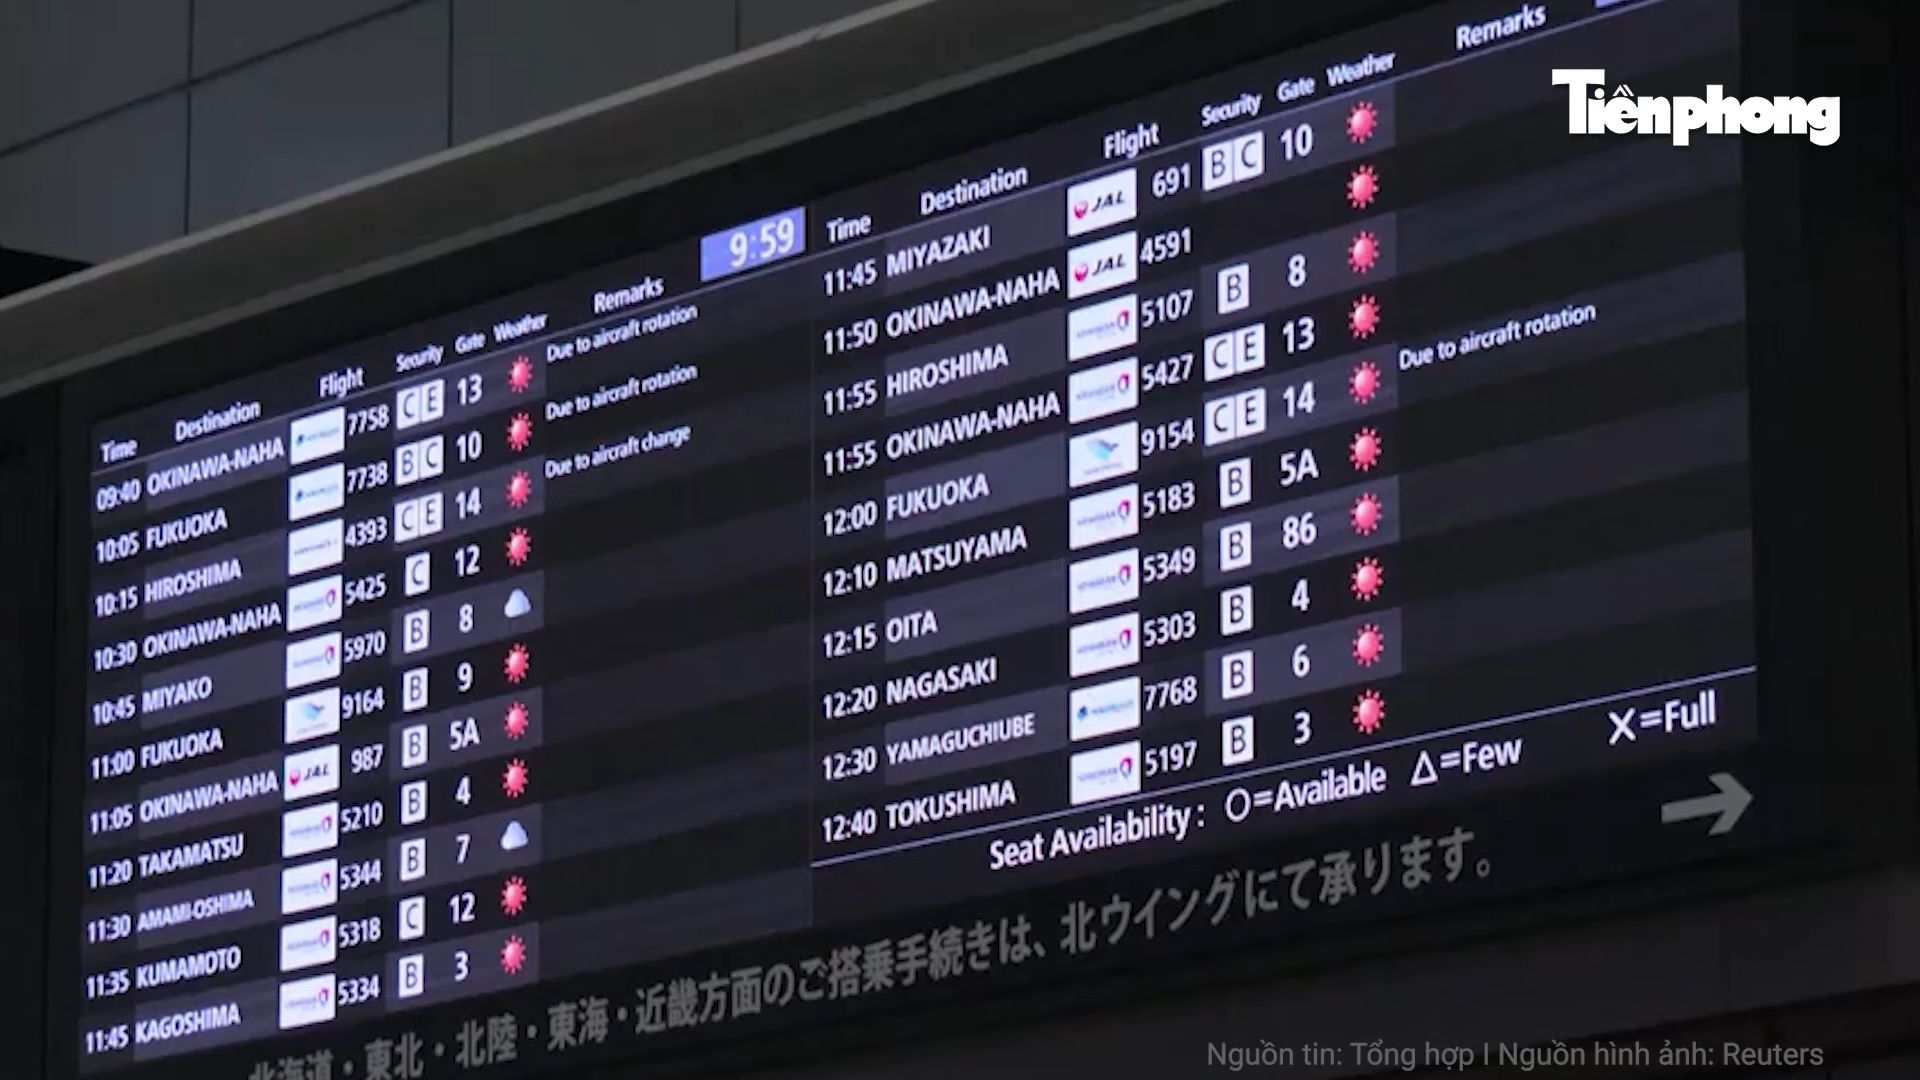 Tiềnphong
9:59
Time Destination Flight Security Gate Weather Remarks
09:40 OKINAWA-NAHA 7758 C E 13 Due to aircraft rotation
10:05 FUKUOKA 7738 B C 10 Due to aircraft rotation
10:15 HIROSHIMA 4393 C E 14 Due to aircraft change
10:30 OKINAWA-NAHA 5425 C 12
10:45 MIYAKO 5970 B 8
11:00 FUKUOKA 9164 B 9
11:05 OKINAWA-NAHA JAL 987 B 5A
11:20 TAKAMATSU 5210 B 4
11:30 AMAMI-OSHIMA 5344 B 7
11:35 KUMAMOTO 5318 C 12
11:45 KAGOSHIMA 5334 B 3
Time Destination Flight Security Gate Weather Remarks
11:45 MIYAZAKI JAL 691 B C 10
11:50 OKINAWA-NAHA JAL 4591
11:55 HIROSHIMA 5107 B 8
11:55 OKINAWA-NAHA 5427 C E 13
12:00 FUKUOKA 9154 C E 14 Due to aircraft rotation
12:10 MATSUYAMA 5183 B 5A
12:15 OITA 5349 B 86
12:20 NAGASAKI 5303 B 4
12:30 YAMAGUCHIUBE 7768 B 6
12:40 TOKUSHIMA 5197 B 3
Seat Availability : ○=Available △=Few X=Full
北海道・東北・北陸・東海・近畿方面のご搭乗手続きは、北ウイングにて承ります。 →
Nguồn tin: Tổng hợp I Nguồn hình ảnh: Reuters